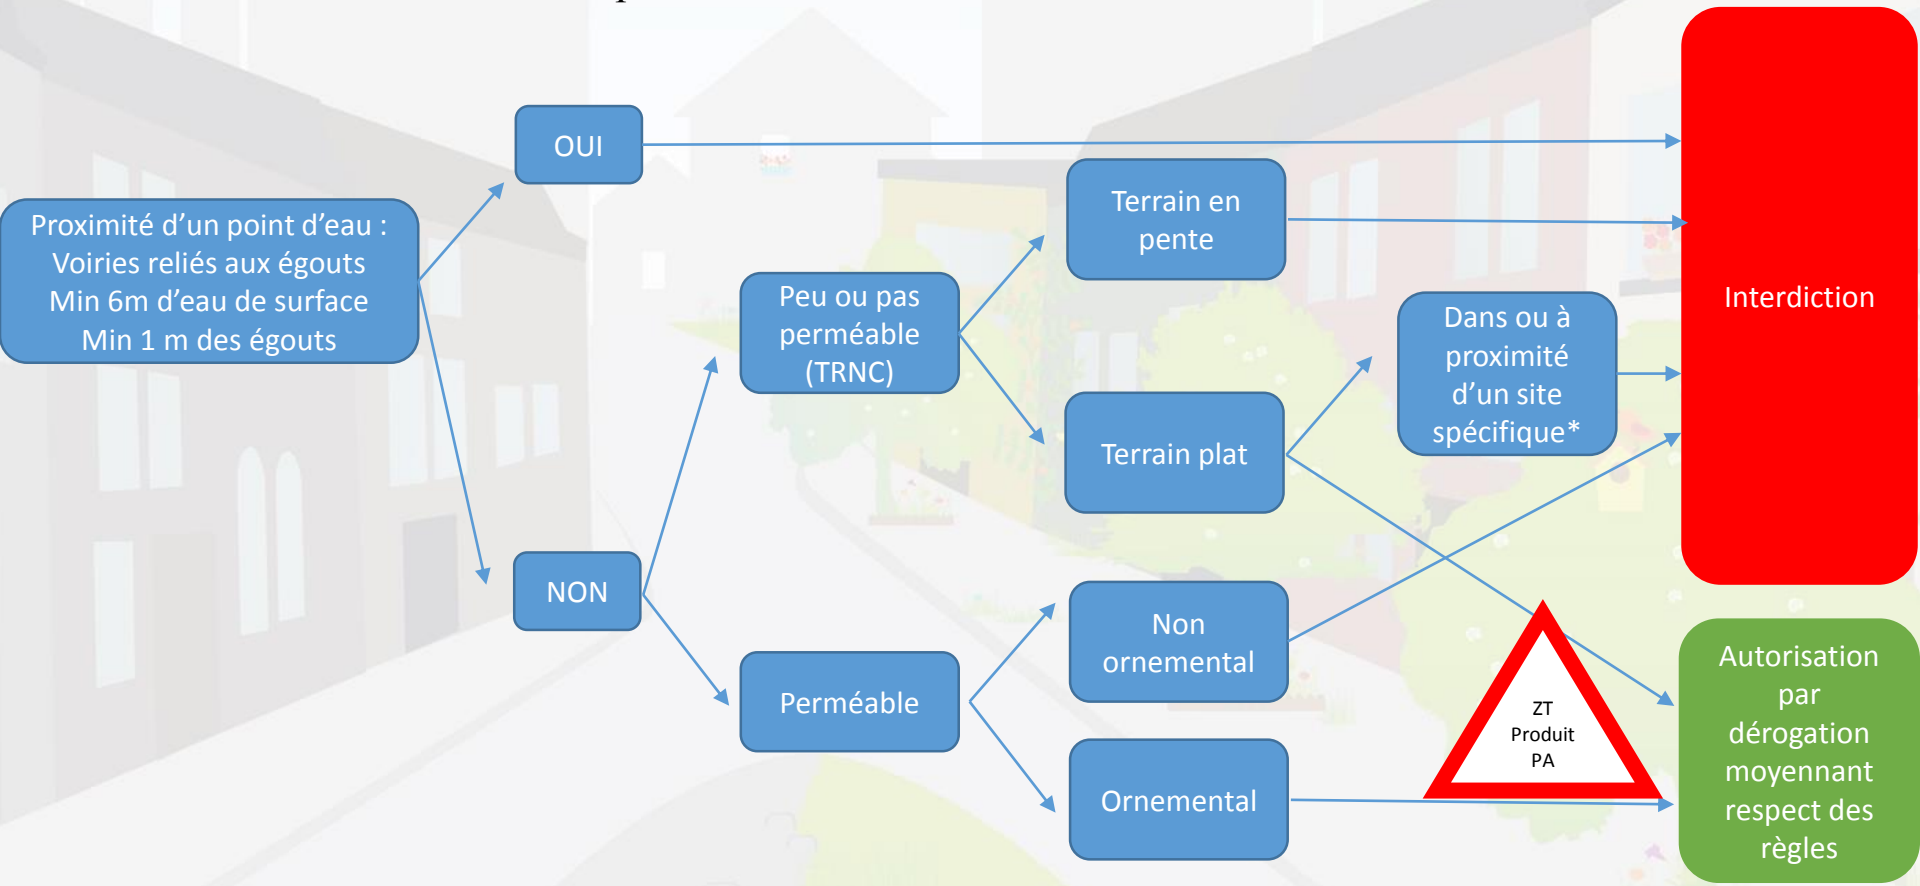 OUI
Proximité d'un point d'eau :
Voiries reliés aux égouts
Min 6m d'eau de surface
Min 1 m des égouts
NON
Peu ou pas
perméable
(TRNC)
Perméable
Terrain en
pente
Terrain plat
Non
ornemental
Ornemental
Dans ou à
proximité
d'un site
spécifique*
ZT
Produit
PA
Interdiction
Autorisation
par
dérogation
moyennant
respect des
règles